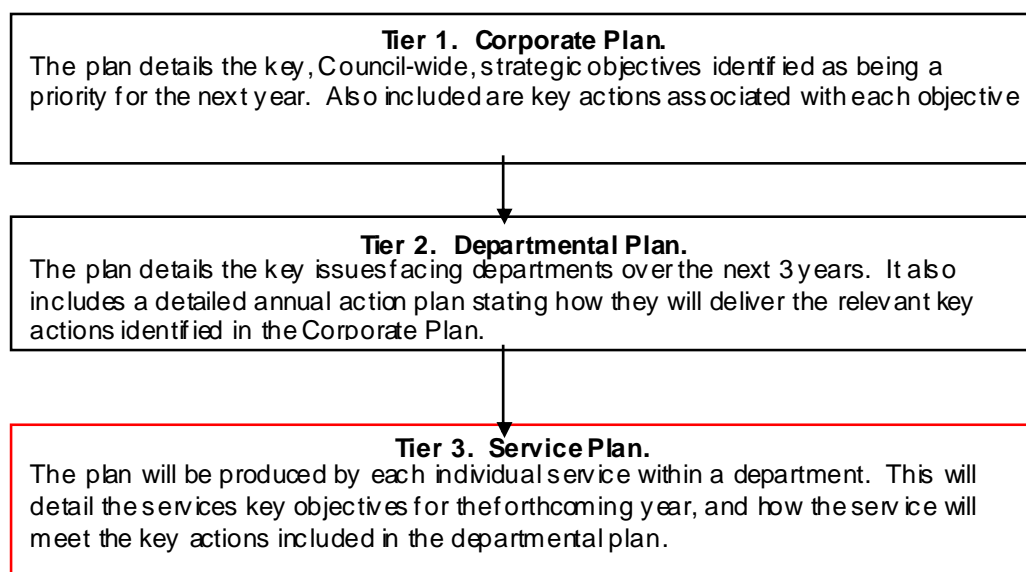 Tier 1. Corporate Plan.
The plan details the key, Council-wide, strategic objectives identified as being a
priority for the next year. Also included are key actions associated with each objective
Tier 2. Departmental Plan.
The plan details the key issues facing departments over the next 3 years. It also
includes a detailed annual action plan stating how they will deliver the relevant key
actions identified in the Corporate Plan.
Tier 3. Service Plan.
The plan will be produced by each individual service within a department. This will
detail the services key objectives for the forthcoming year, and how the service will
meet the key actions included in the departmental plan.